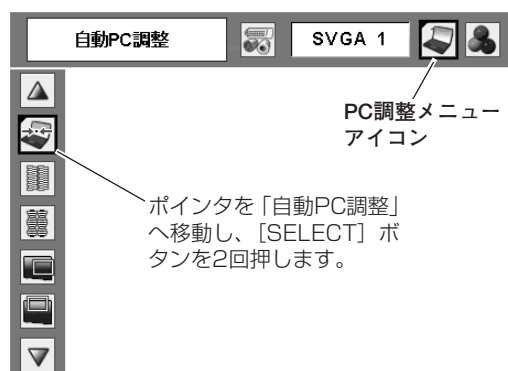 自動PC調整
SVGA 1
PC調整メニュー
アイコン
ポインタを「自動PC調整」
へ移動し、[SELECT] ボ
タンを2回押します。